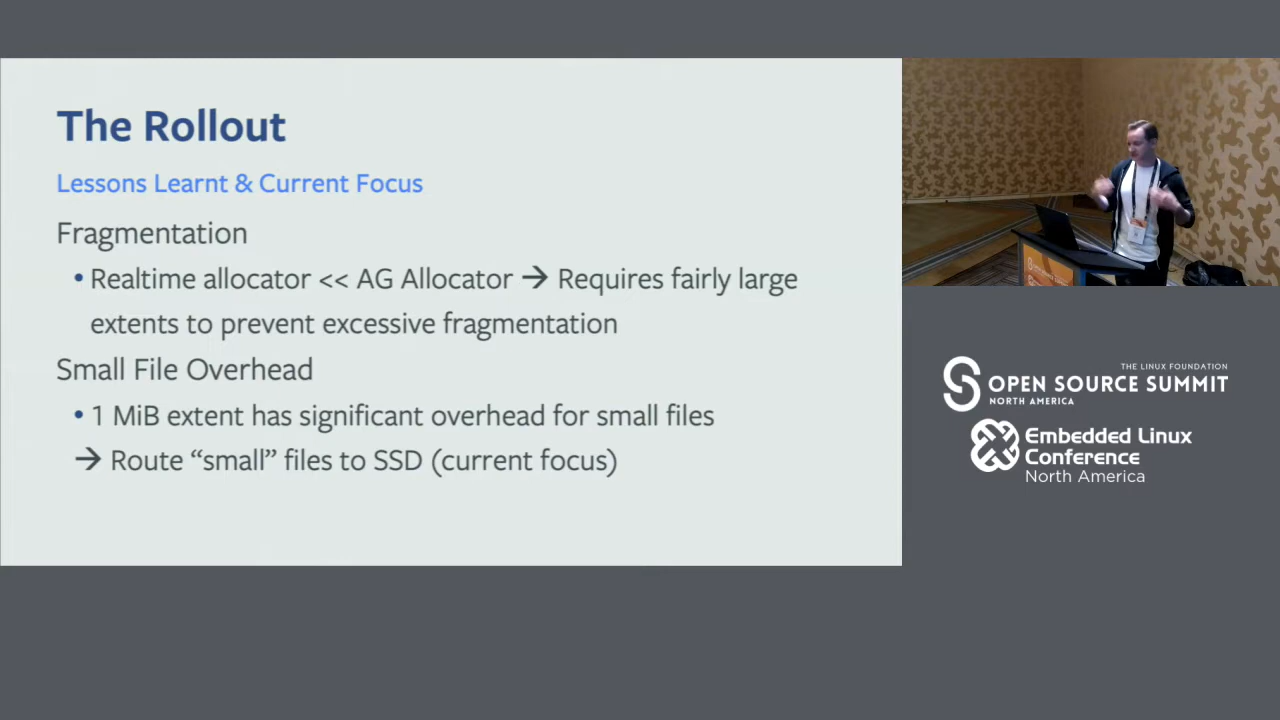 The Rollout
Lessons Learnt & Current Focus
Fragmentation
• Realtime allocator << AG Allocator → Requires fairly large
extents to prevent excessive fragmentation
Small File Overhead
• 1 MiB extent has significant overhead for small files
→ Route “small” files to SSD (current focus)
THE LINUX FOUNDATION
OPEN SOURCE SUMMIT
NORTH AMERICA
Embedded Linux
Conference
North America